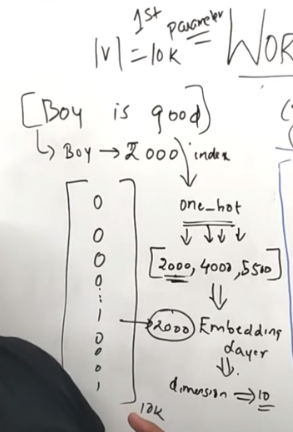 1st parameter
|V| = 10K
WOR
[Boy is good]
↳ Boy → 2000 index
one_hot
[2000, 4000, 5500]
2000 Embedding
layer
dimension ⇒ 10
0
0
0
0
⋮
1
0
0
0
1
10K